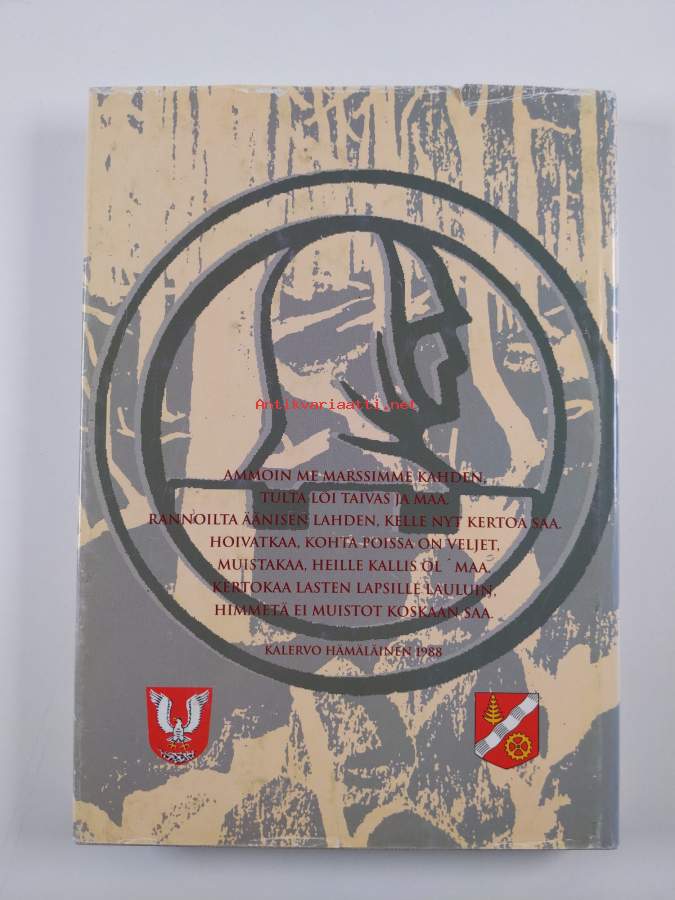 Antikvariaatti.net
AMMOIN ME MARSSIMME KAHDEN,
TULTA LÖI TAIVAS JA MAA.
RANNOILTA ÄÄNISEN LAHDEN, KELLE NYT KERTOA SAA.
HOIVATKAA, KOHTA POISSA ON VELJET,
MUISTAKAA, HEILLE KALLIS OL´ MAA.
KERTOKAA LASTEN LAPSILLE LAULUIN,
HIMMETÄ EI MUISTOT KOSKAAN SAA.
KALERVO HÄMÄLÄINEN 1988